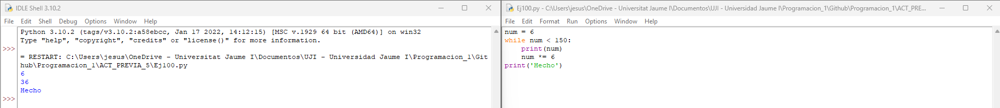 IDLE Shell 3.10.2
File Edit Shell Debug Options Window Help
Python 3.10.2 (tags/v3.10.2:a58ebcc, Jan 17 2022, 14:12:15) [MSC v.1929 64 bit (AMD64)] on win32
Type "help", "copyright", "credits" or "license()" for more information.
>>>
= RESTART: C:\Users\jesus\OneDrive - Universitat Jaume I\Documentos\UJI - Universidad Jaume I\Programacion_1\Git
hub\Programacion_1\ACT_PREVIA_5\Ej100.py
6
36
Hecho
>>>
Ej100.py - C:\Users\jesus\OneDrive - Universitat Jaume I\Documentos\UJI - Universidad Jaume I\Programacion_1\Github\Programacion_1\ACT_PRE...
File Edit Format Run Options Window Help
num = 6
while num < 150:
    print(num)
    num *= 6
print('Hecho')